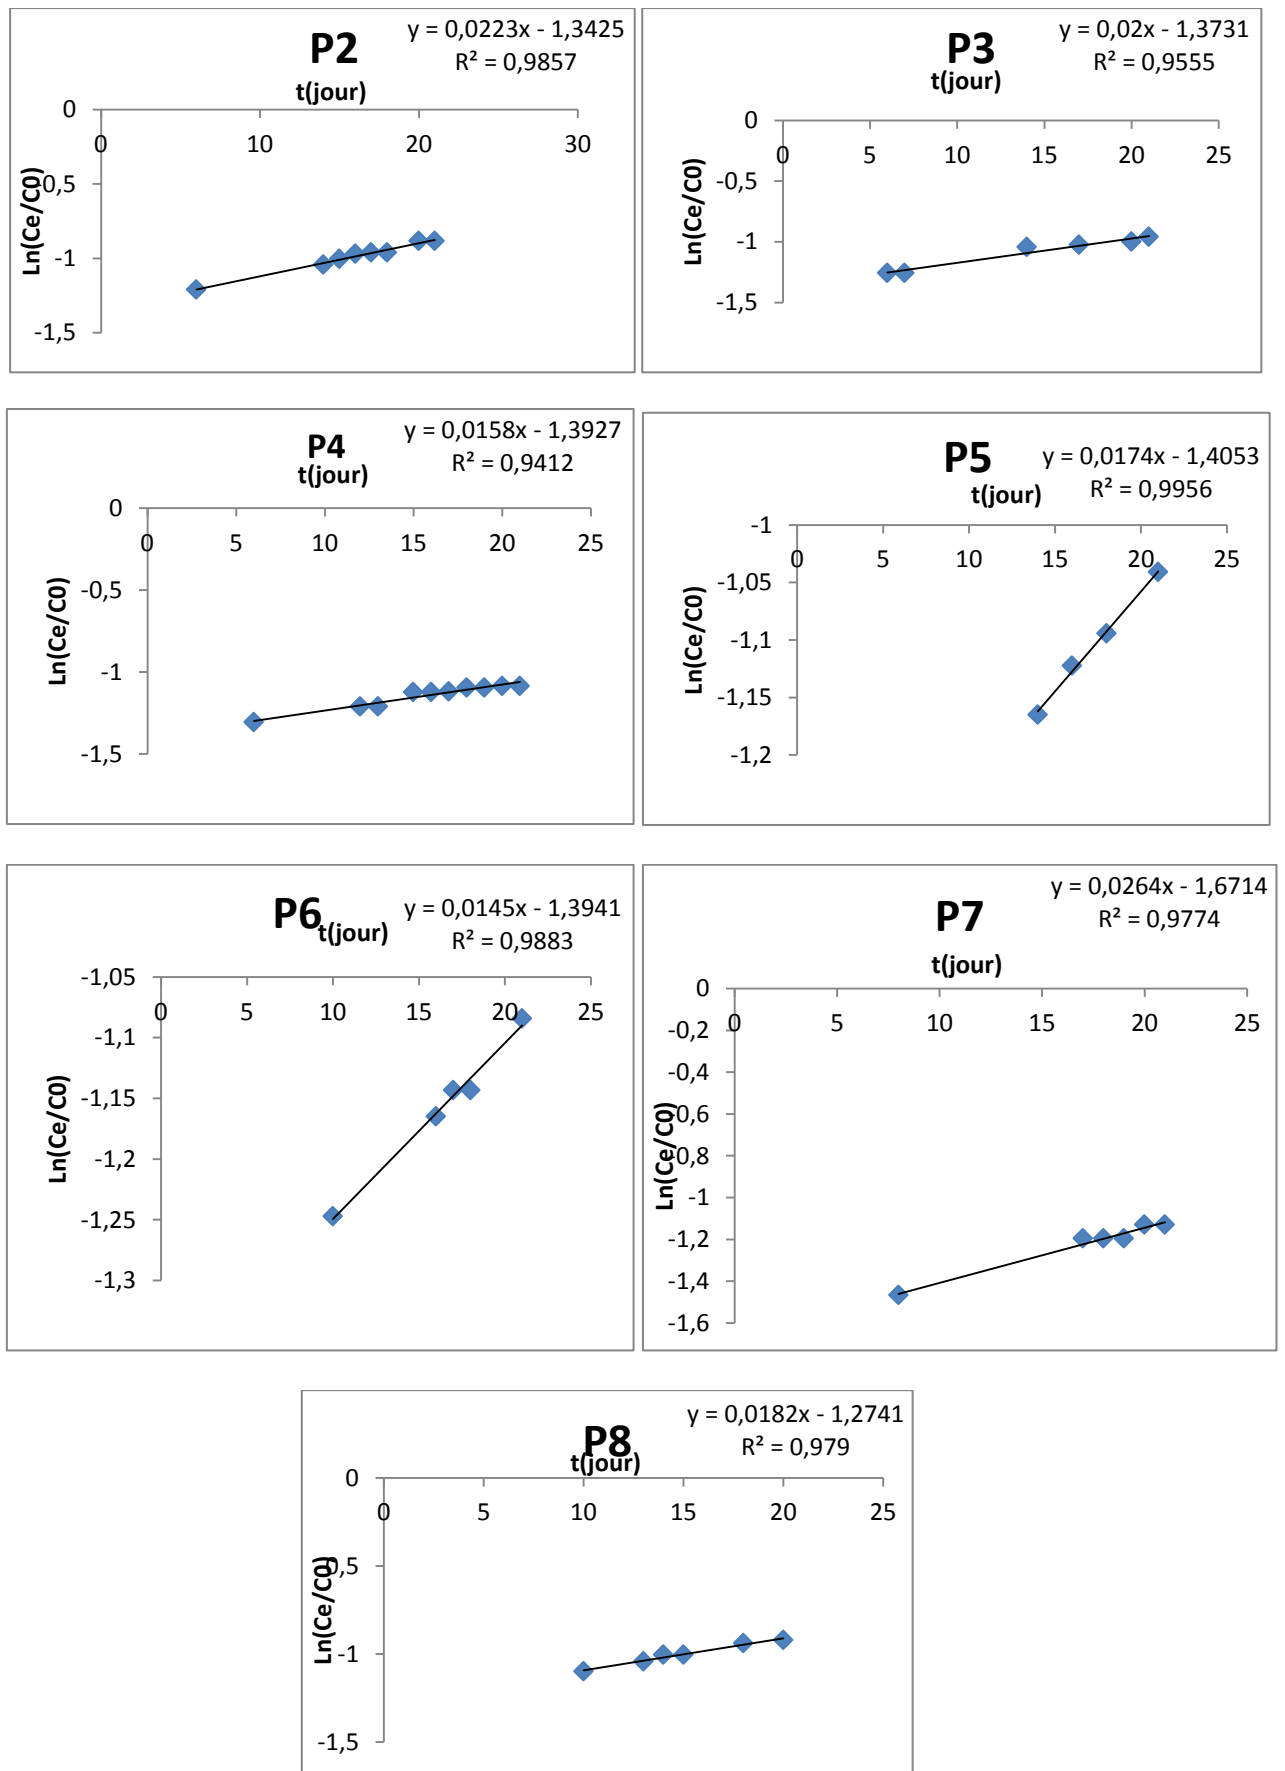 P2
y = 0,0223x - 1,3425
R² = 0,9857
t(jour)
0
0
10
20
30
-0,5
-1
-1,5
Ln(Ce/C0)
P3
y = 0,02x - 1,3731
R² = 0,9555
t(jour)
0
0
5
10
15
20
25
-0,5
-1
-1,5
Ln(Ce/C0)
P4
y = 0,0158x - 1,3927
R² = 0,9412
t(jour)
0
0
5
10
15
20
25
-0,5
-1
-1,5
Ln(Ce/C0)
P5
y = 0,0174x - 1,4053
R² = 0,9956
t(jour)
-1
0
5
10
15
20
25
-1,05
-1,1
-1,15
-1,2
Ln(Ce/C0)
P6
y = 0,0145x - 1,3941
R² = 0,9883
t(jour)
-1,05
0
5
10
15
20
25
-1,1
-1,15
-1,2
-1,25
-1,3
Ln(Ce/C0)
P7
y = 0,0264x - 1,6714
R² = 0,9774
t(jour)
0
0
5
10
15
20
25
-0,2
-0,4
-0,6
-0,8
-1
-1,2
-1,4
-1,6
Ln(Ce/C0)
P8
y = 0,0182x - 1,2741
R² = 0,979
t(jour)
0
0
5
10
15
20
25
-0,5
-1
-1,5
Ln(Ce/C0)